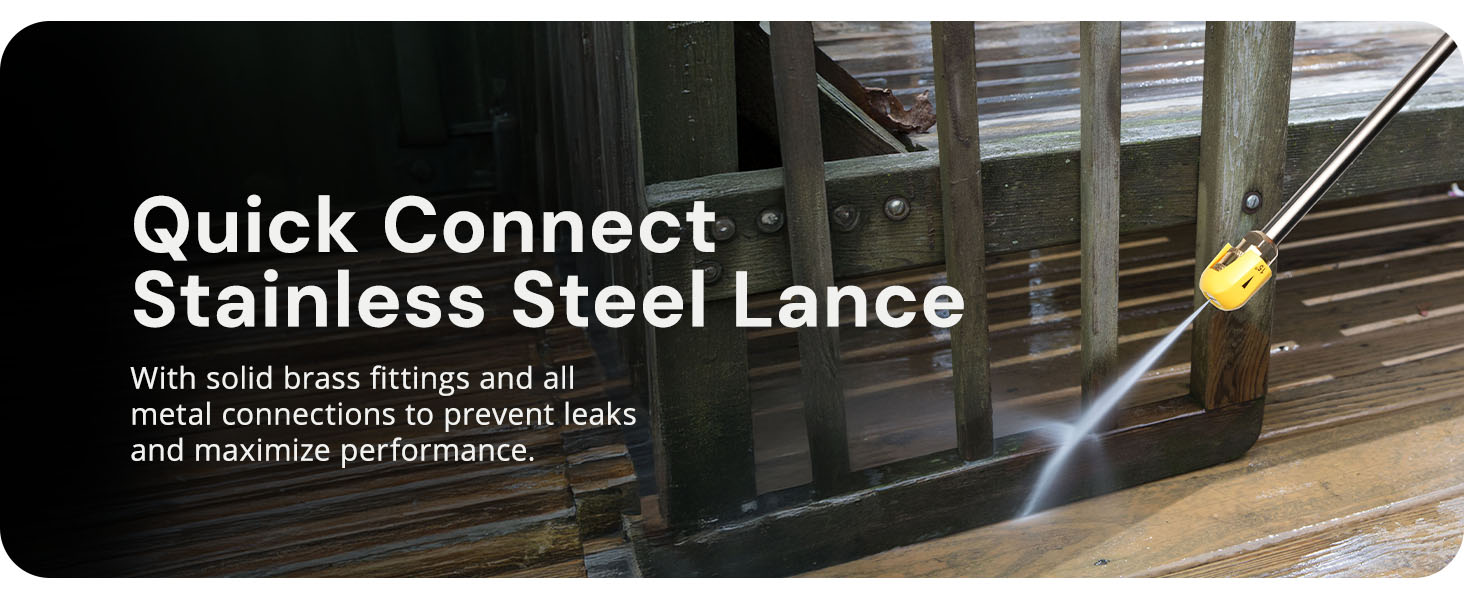 Quick Connect
Stainless Steel Lance
With solid brass fittings and all
metal connections to prevent leaks
and maximize performance.